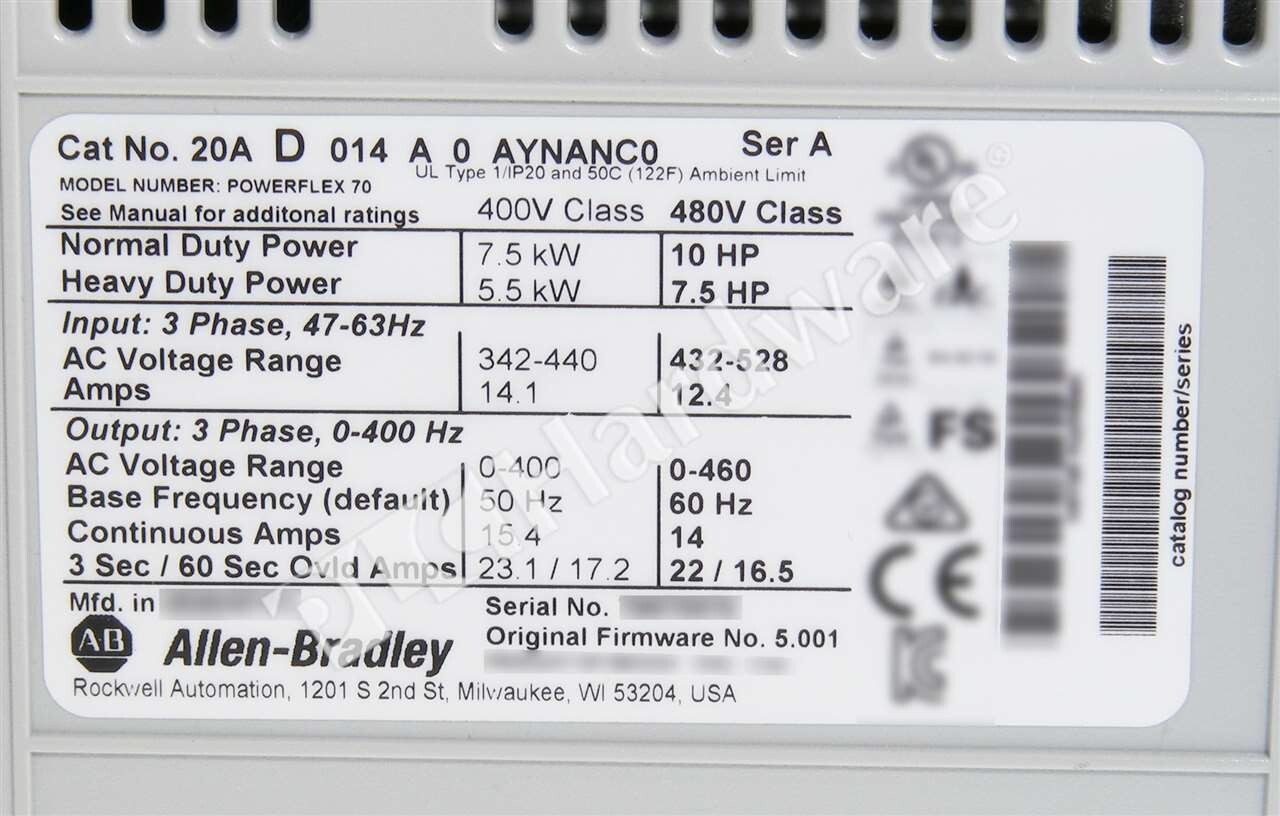 Cat No. 20A D 014 A 0 AYNANC0 Ser A
UL Type 1/IP20 and 50C (122F) Ambient Limit
MODEL NUMBER: POWERFLEX 70
See Manual for additonal ratings 400V Class 480V Class
Normal Duty Power 7.5 kW 10 HP
Heavy Duty Power 5.5 kW 7.5 HP
Input: 3 Phase, 47-63Hz
AC Voltage Range 342-440 432-528
Amps 14.1 12.4
Output: 3 Phase, 0-400 Hz
AC Voltage Range 0-400 0-460
Base Frequency (default) 50 Hz 60 Hz
Continuous Amps 15.4 14
3 Sec / 60 Sec Ovld Amps 23.1 / 17.2 22 / 16.5
Mfd. in
Serial No.
Original Firmware No. 5.001
AB Allen-Bradley
Rockwell Automation, 1201 S 2nd St, Milwaukee, WI 53204, USA
FS
CE
catalog number/series
PLCHardware®